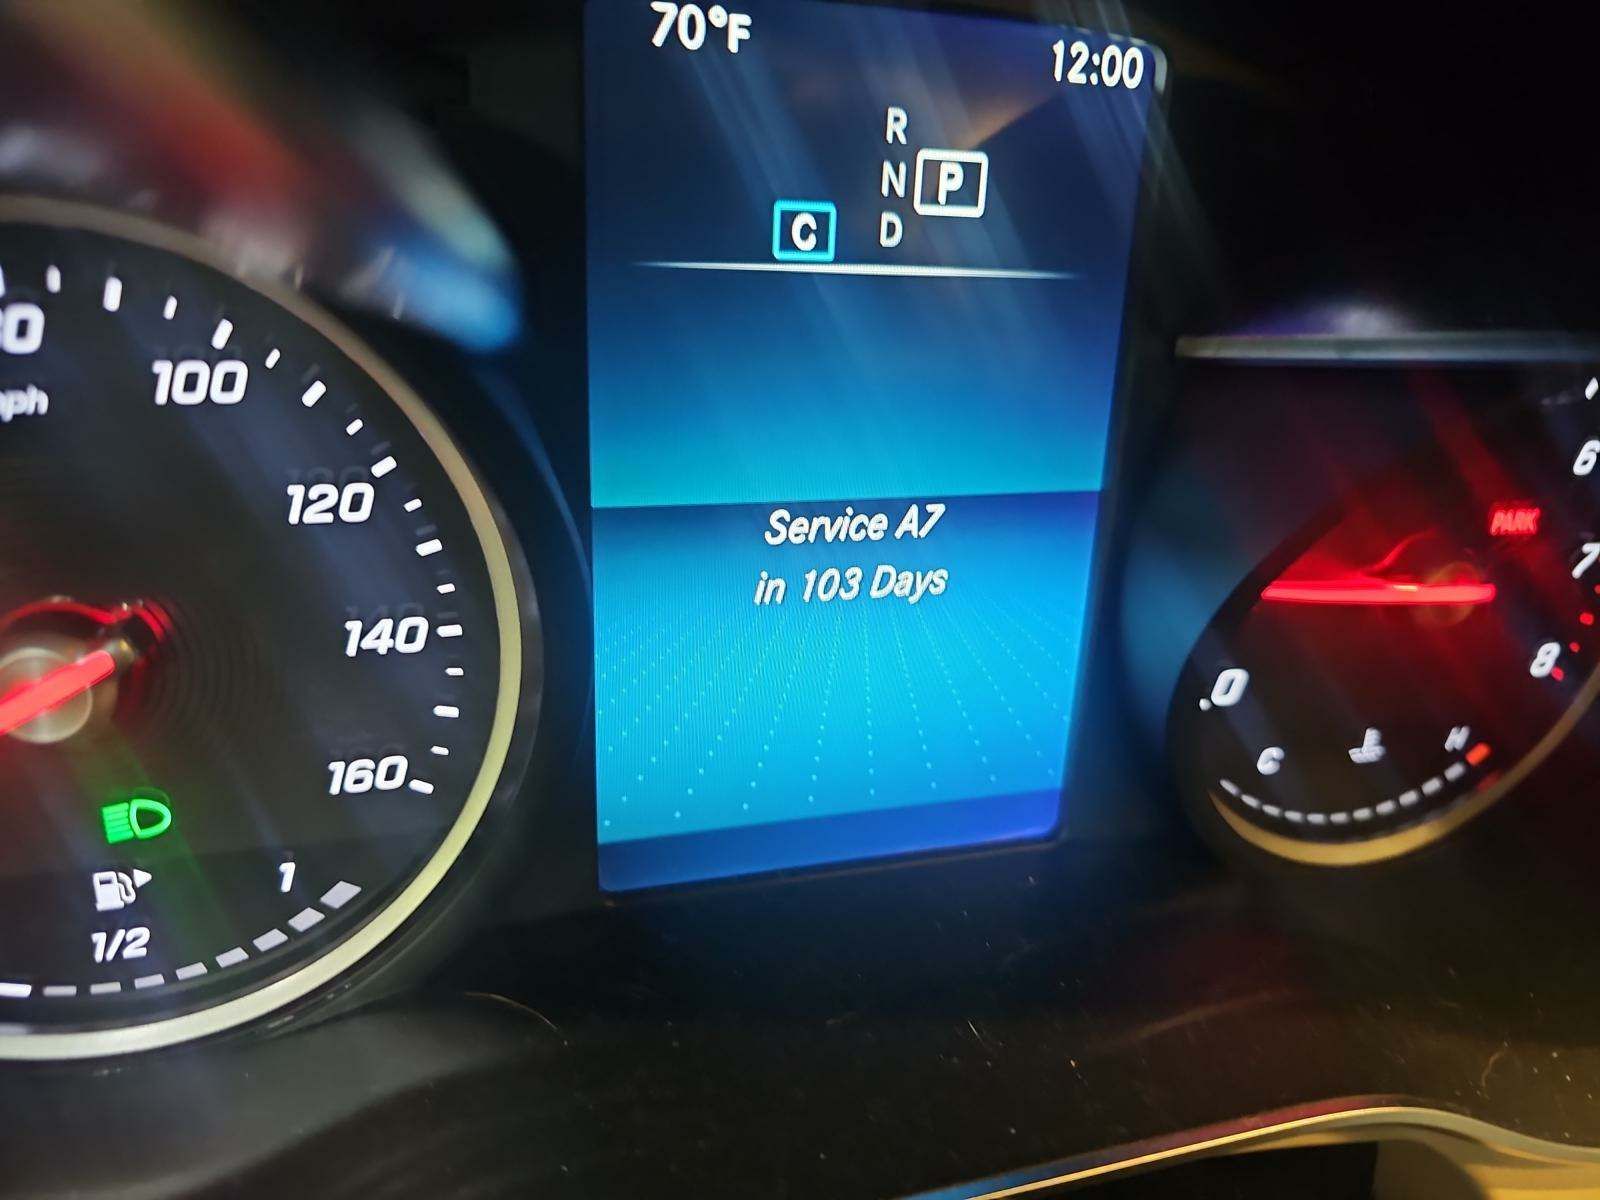 70°F
12:00
R
N
P
C
D
100
120
140
160
1
1/2
Service A7
in 103 Days
PARK
6
7
8
0
C
H